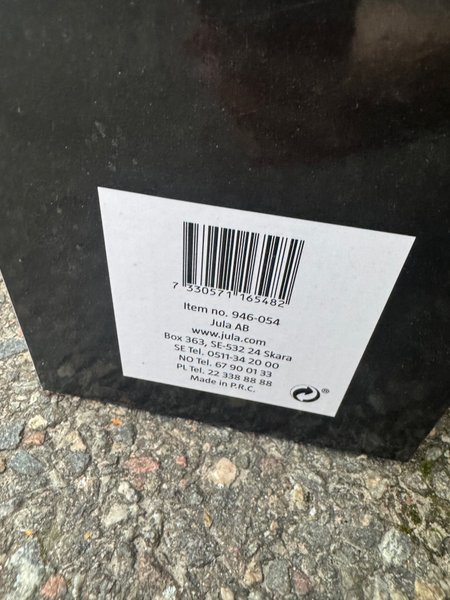 7 330571 165482
Item no. 946-054
Jula AB
www.jula.com
Box 363, SE-532 24 Skara
SE Tel. 0511-34 20 00
NO Tel. 67 90 01 33
PL Tel. 22 338 88 88
Made in P.R.C.
®